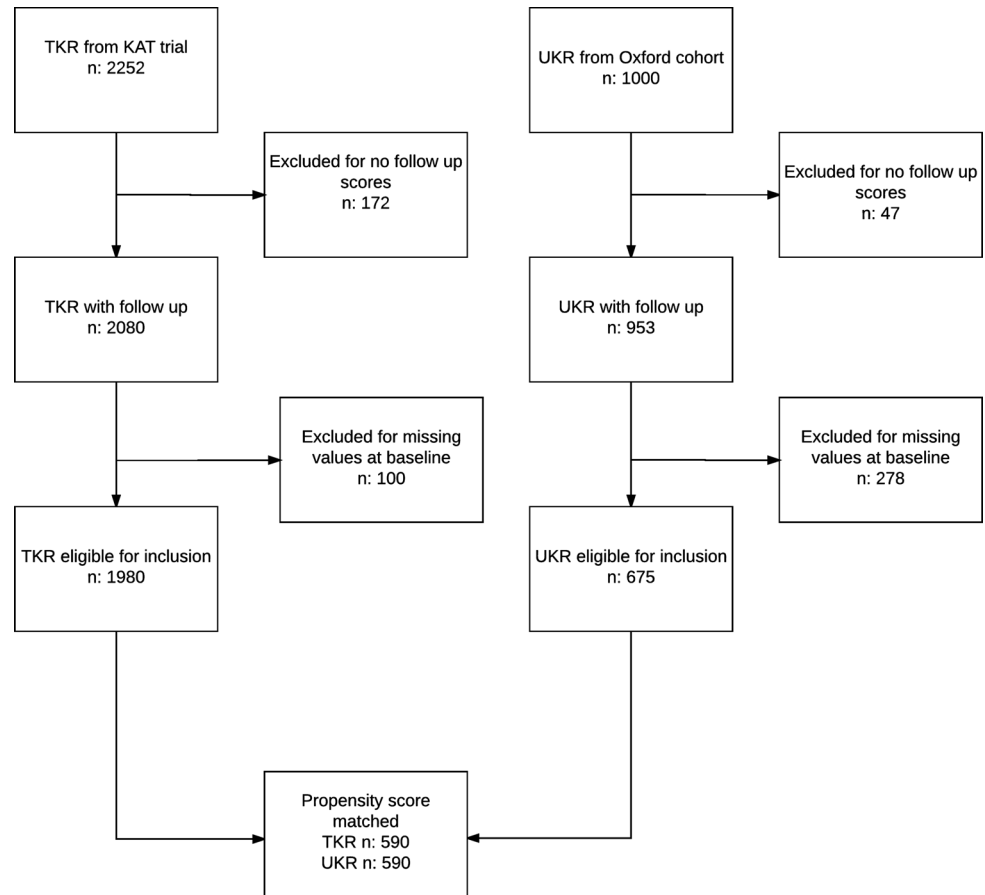 TKR from KAT trial
n: 2252
UKR from Oxford cohort
n: 1000
Excluded for no follow up
scores
n: 172
Excluded for no follow up
scores
n: 47
TKR with follow up
n: 2080
UKR with follow up
n: 953
Excluded for missing
values at baseline
n: 100
Excluded for missing
values at baseline
n: 278
TKR eligible for inclusion
n: 1980
UKR eligible for inclusion
n: 675
Propensity score
matched
TKR n: 590
UKR n: 590